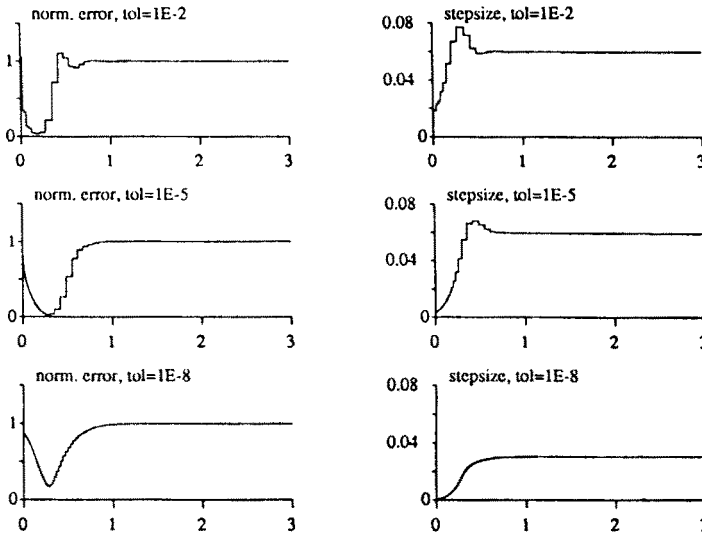 norm. error, tol=1E-2
1
0
0 1 2 3
stepsize, tol=1E-2
0.08
0.04
0
0 1 2 3
norm. error, tol=1E-5
1
0
0 1 2 3
stepsize, tol=1E-5
0.08
0.04
0
0 1 2 3
norm. error, tol=1E-8
1
0
0 1 2 3
stepsize, tol=1E-8
0.08
0.04
0
0 1 2 3